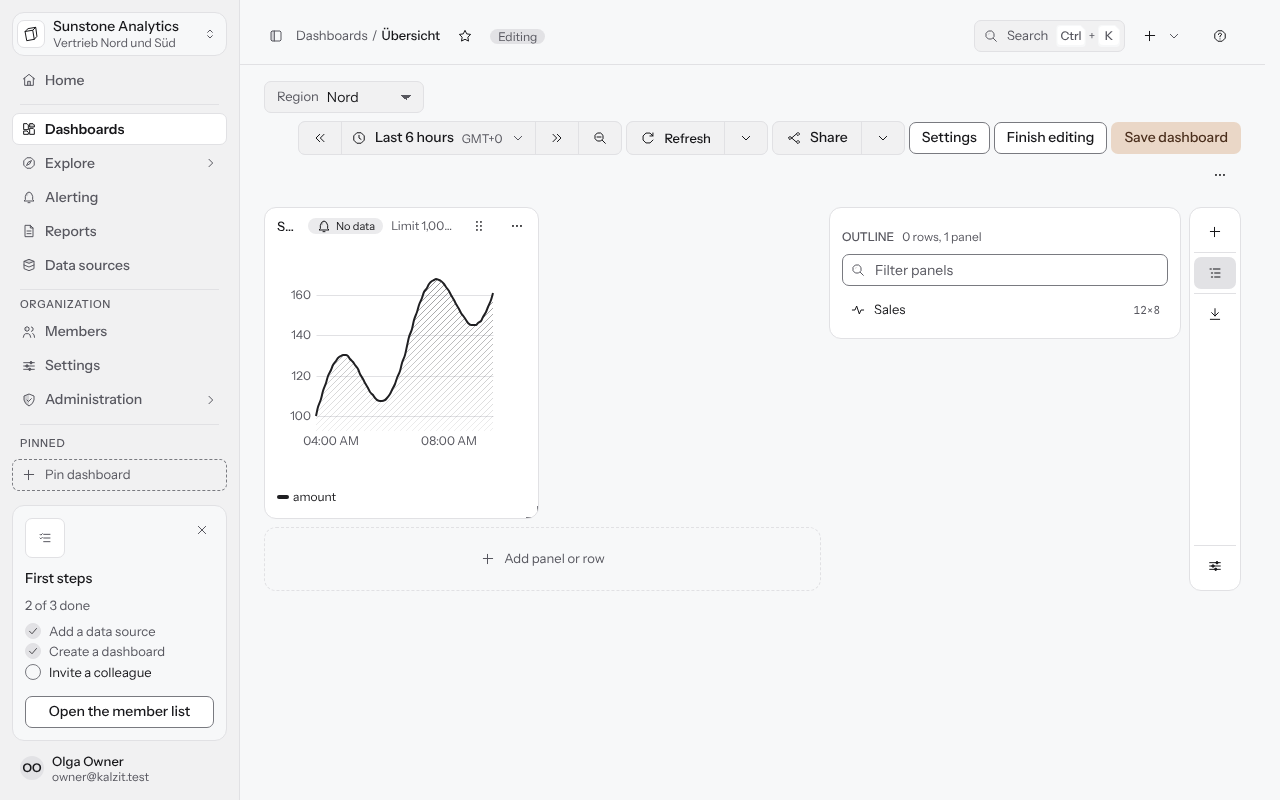 Sunstone Analytics
Vertrieb Nord und Süd
Home
Dashboards
Explore
Alerting
Reports
Data sources
ORGANIZATION
Members
Settings
Administration
PINNED
Pin dashboard
First steps
2 of 3 done
Add a data source
Create a dashboard
Invite a colleague
Open the member list
OO Olga Owner
owner@kalzit.test
Dashboards / Übersicht Editing
Search Ctrl + K
Region Nord
Last 6 hours GMT+0 Refresh Share Settings Finish editing Save dashboard
S... No data Limit 1,00...
160
140
120
100
04:00 AM 08:00 AM
amount
Add panel or row
OUTLINE 0 rows, 1 panel
Filter panels
Sales 12×8